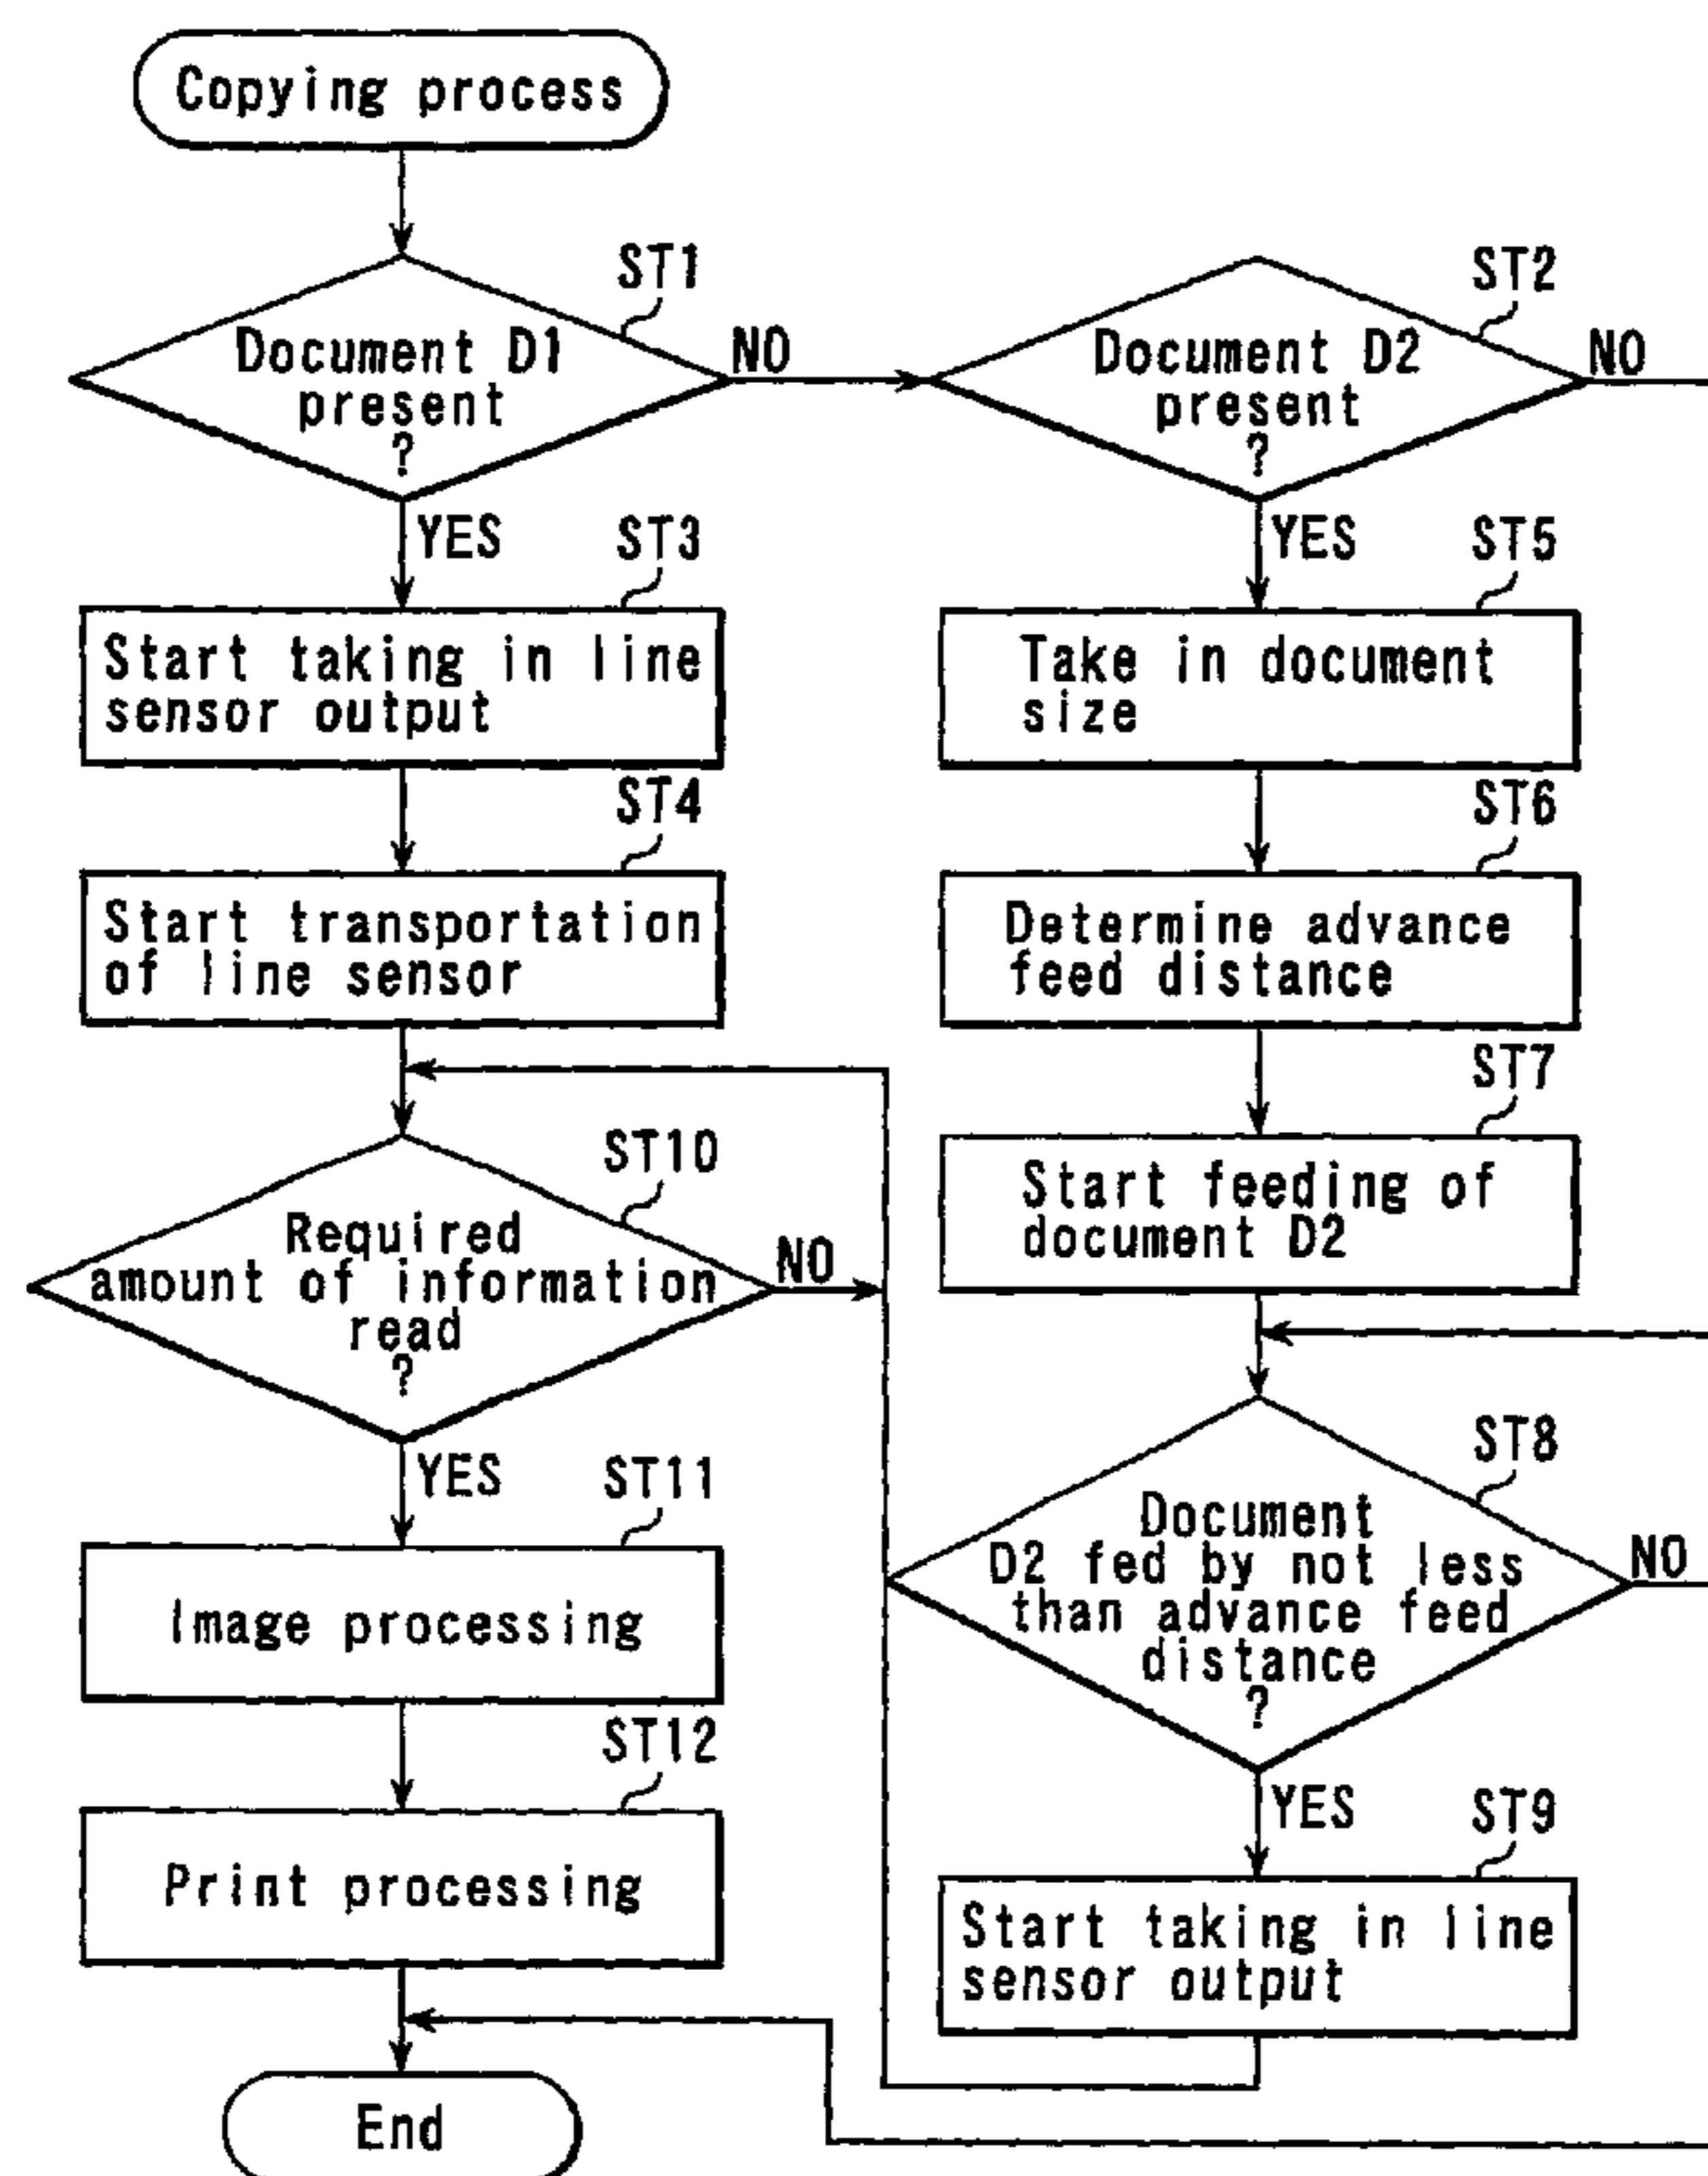 Copying process
ST1
Document D1
present
?
NO
YES
ST2
Document D2
present
?
NO
YES
ST3
Start taking in line
sensor output
ST4
Start transportation
of line sensor
ST5
Take in document
size
ST6
Determine advance
feed distance
ST7
Start feeding of
document D2
ST8
Document
D2 fed by not less
than advance feed
distance
?
NO
YES
ST9
Start taking in line
sensor output
ST10
Required
amount of information
read
?
NO
YES
ST11
Image processing
ST12
Print processing
End